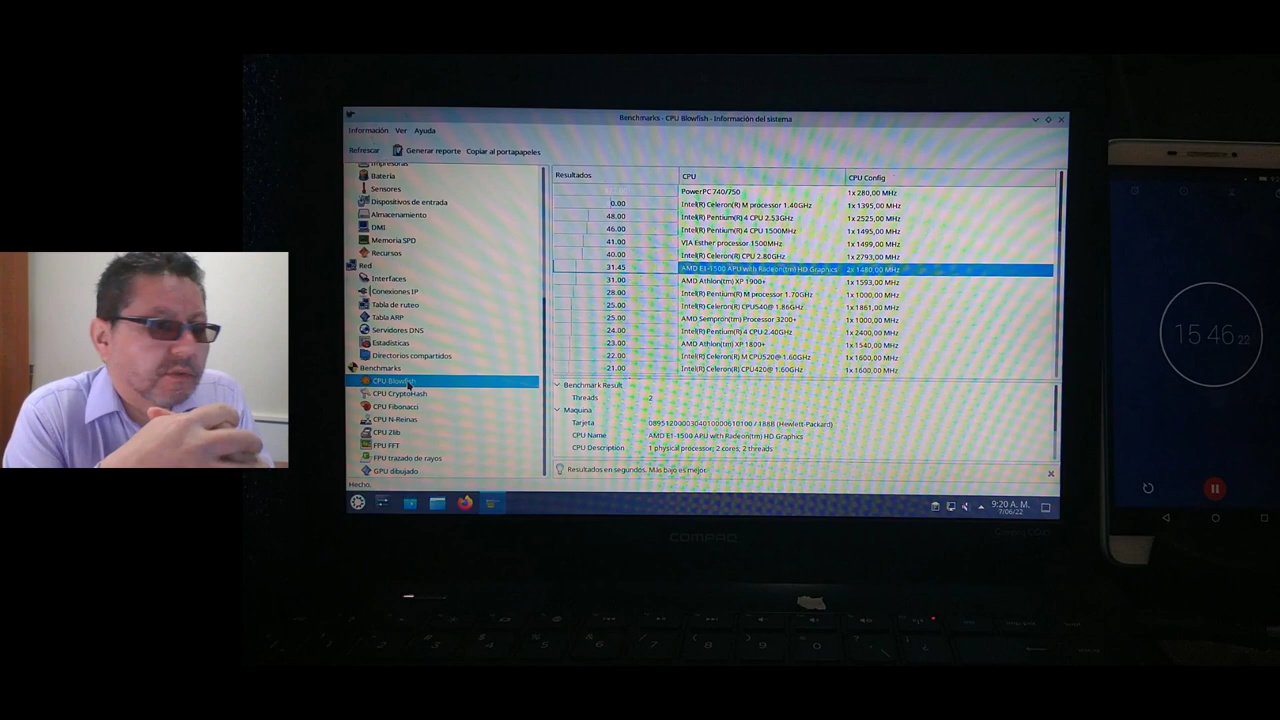 Benchmarks - CPU Blowfish - Información del sistema
Información Ver Ayuda
Refrescar Generar reporte Copiar al portapapeles
Impresoras
Batería
Sensores
Dispositivos de entrada
Almacenamiento
DMI
Memoria SPD
Recursos
Red
Interfaces
Conexiones IP
Tabla de ruteo
Tabla ARP
Servidores DNS
Estadísticas
Directorios compartidos
Benchmarks
CPU Blowfish
CPU CryptoHash
CPU Fibonacci
CPU N-Reinas
CPU Zlib
FPU FFT
FPU trazado de rayos
GPU dibujado
Hecho.
Resultados CPU CPU Config
PowerPC 740/750 1x 280,00 MHz
0.00 Intel(R) Celeron(R) M processor 1.40GHz 1x 1395,00 MHz
48.00 Intel(R) Pentium(R) 4 CPU 2.53GHz 1x 2525,00 MHz
46.00 Intel(R) Pentium(R) 4 CPU 1500MHz 1x 1495,00 MHz
41.00 VIA Esther processor 1500MHz 1x 1499,00 MHz
40.00 Intel(R) Celeron(R) CPU 2.80GHz 1x 2793,00 MHz
31.45 AMD E1-1500 APU with Radeon(tm) HD Graphics 2x 1480,00 MHz
31.00 AMD Athlon(tm) XP 1900+ 1x 1593,00 MHz
28.00 Intel(R) Pentium(R) M processor 1.70GHz 1x 1000,00 MHz
25.00 Intel(R) Celeron(R) CPU540@ 1.86GHz 1x 1861,00 MHz
25.00 AMD Sempron(tm) Processor 3200+ 1x 1000,00 MHz
24.00 Intel(R) Pentium(R) 4 CPU 2.40GHz 1x 2400,00 MHz
23.00 AMD Athlon(tm) XP 1800+ 1x 1540,00 MHz
22.00 Intel(R) Celeron(R) M CPU520@ 1.60GHz 1x 1600,00 MHz
21.00 Intel(R) Celeron(R) CPU420@ 1.60GHz 1x 1600,00 MHz
Benchmark Result
Threads 2
Maquina
Tarjeta 0895120000304010000610100 / 188B (Hewlett-Packard)
CPU Name AMD E1-1500 APU with Radeon(tm) HD Graphics
CPU Description 1 physical processor; 2 cores; 2 threads
Resultados en segundos. Más bajo es mejor.
9:20 A. M.
7/06/22
COMPAQ
15 46 22